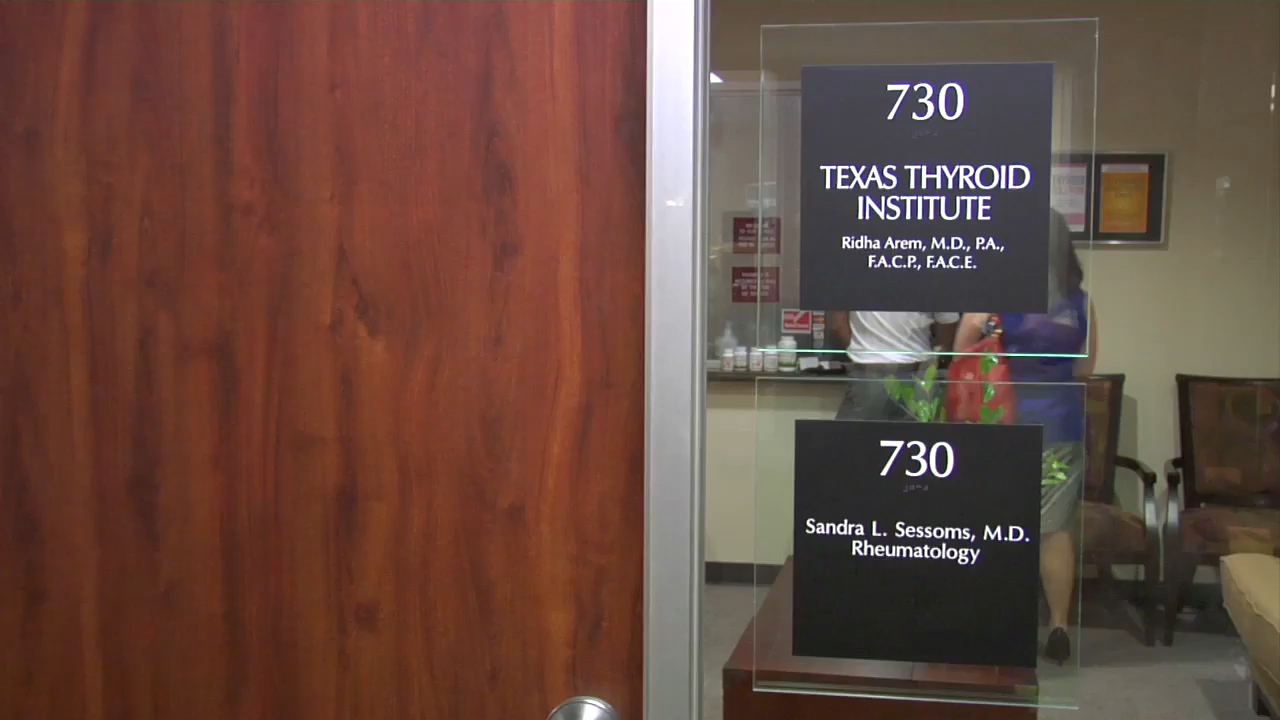 730
TEXAS THYROID
INSTITUTE
Ridha Arem, M.D., P.A.,
F.A.C.P., F.A.C.E.
730
Sandra L. Sessoms, M.D.
Rheumatology